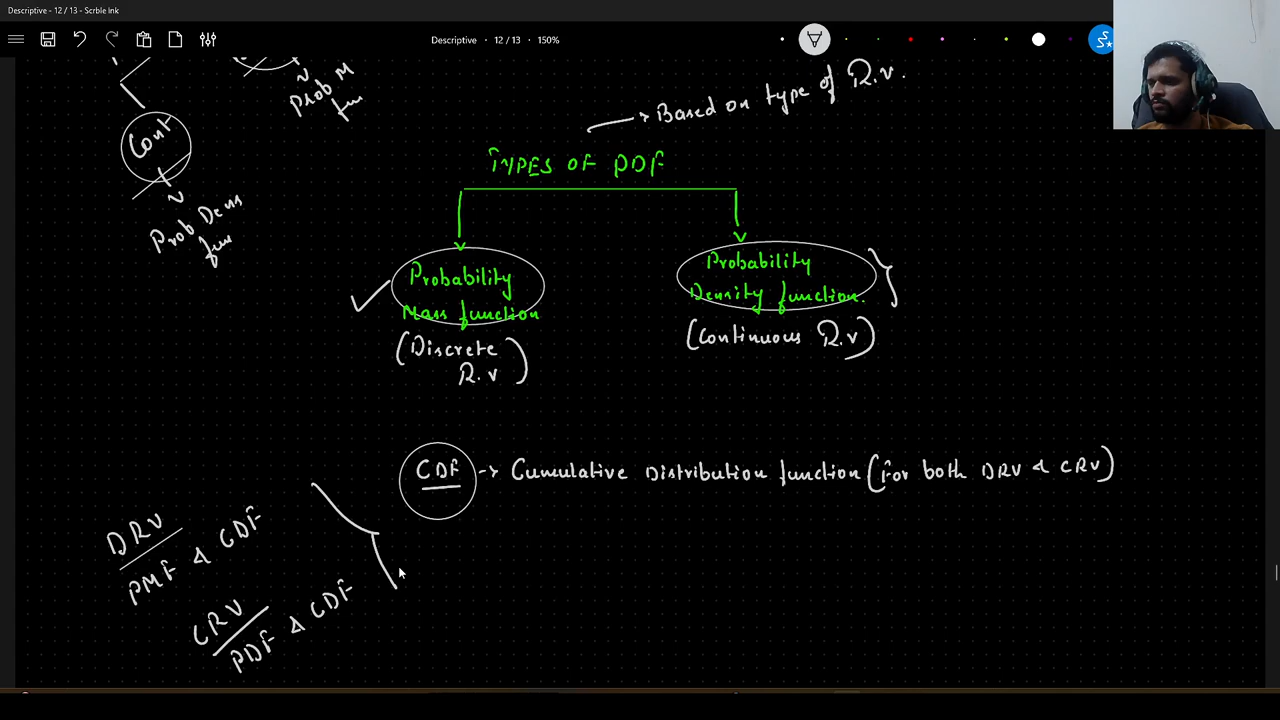 Descriptive - 12 / 13 - Scrble Ink
Descriptive • 12 / 13 • 150%
Prob M
fun
Based on type of R.v.
Cont
Prob Dens
fun
TYPES OF PDF
Probability
Mass function
(Discrete
R.v)
Probability
Density function.
(Continuous R.v)
CDF → Cumulative Distribution function (For both DRV & CRV)
DRV
PMF & CDF
CRV
PDF & CDF